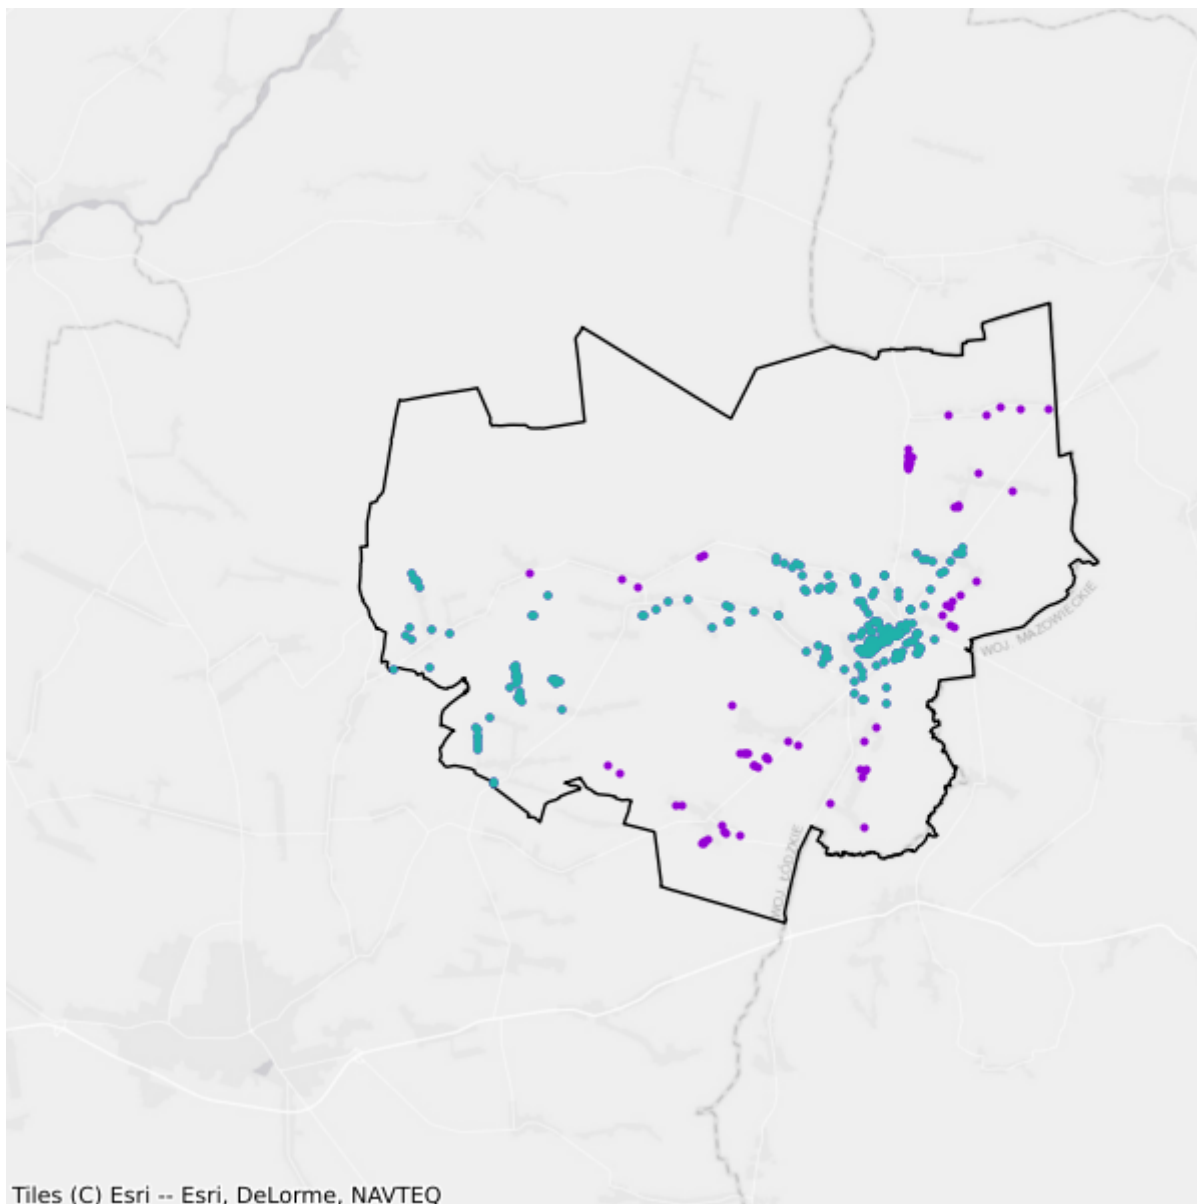 WOJ. MAZOWIECKIE
WOJ. ŁÓDZKIE
Tiles (C) Esri -- Esri, DeLorme, NAVTEQ